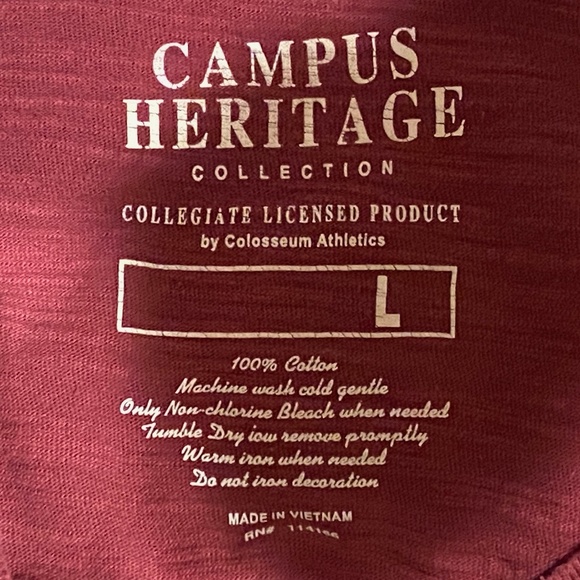 CAMPUS
HERITAGE
COLLECTION
COLLEGIATE LICENSED PRODUCT
by Colosseum Athletics
L
100% Cotton
Machine wash cold gentle
Only Non-chlorine Bleach when needed
Tumble Dry low remove promptly
Warm iron when needed
Do not iron decoration
MADE IN VIETNAM
RN#